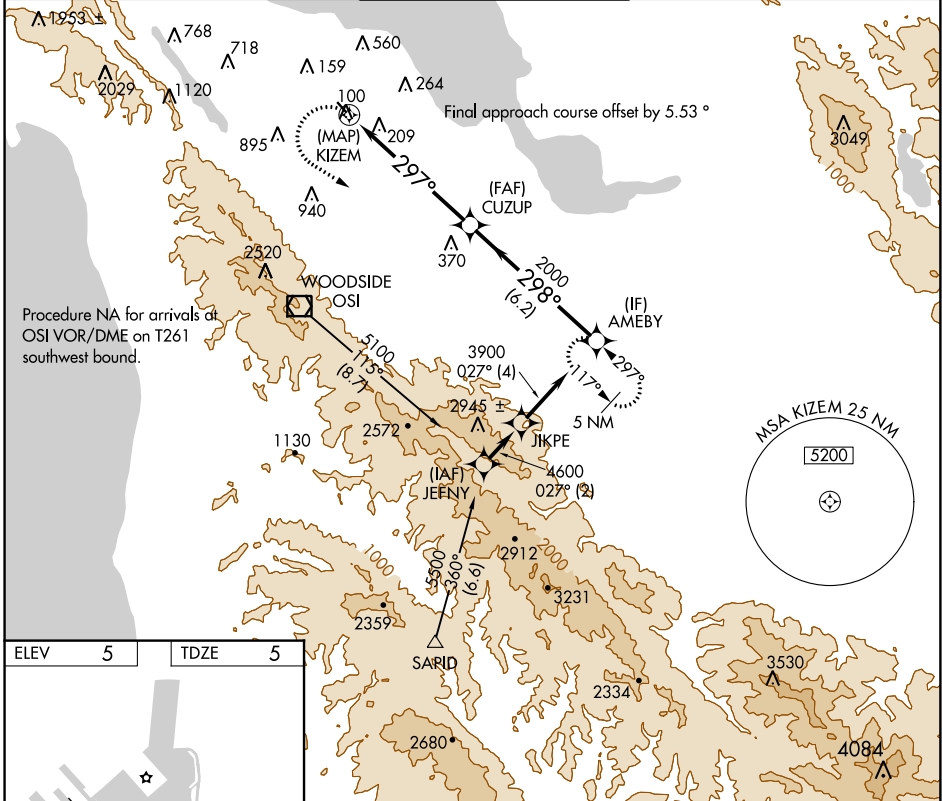 1953 ±
768
718
560
159
2029
1120
264
100
Final approach course offset by 5.53 °
895
209
(MAP)
KIZEM
3049
1000
297°
940
(FAF)
CUZUP
370
2520
2000
298°
(6.2)
WOODSIDE
OSI
(IF)
AMEBY
Procedure NA for arrivals at
OSI VOR/DME on T261
southwest bound.
5100
115°
(8.7)
3900
027° (4)
117°
297°
5 NM
2945 ±
2572
JIKPE
MSA KIZEM 25 NM
5200
1130
(IAF)
JEFNY
4600
027° (2)
2912
2000
1000
5500
360°
(6.6)
3231
2359
SAPID
ELEV 5
TDZE 5
3530
2334
2680
4084